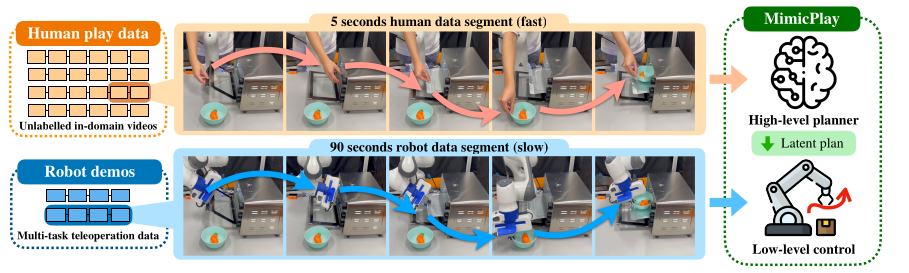 Human play data
Unlabelled in-domain videos
5 seconds human data segment (fast)
Robot demos
Multi-task teleoperation data
90 seconds robot data segment (slow)
MimicPlay
High-level planner
Latent plan
Low-level control